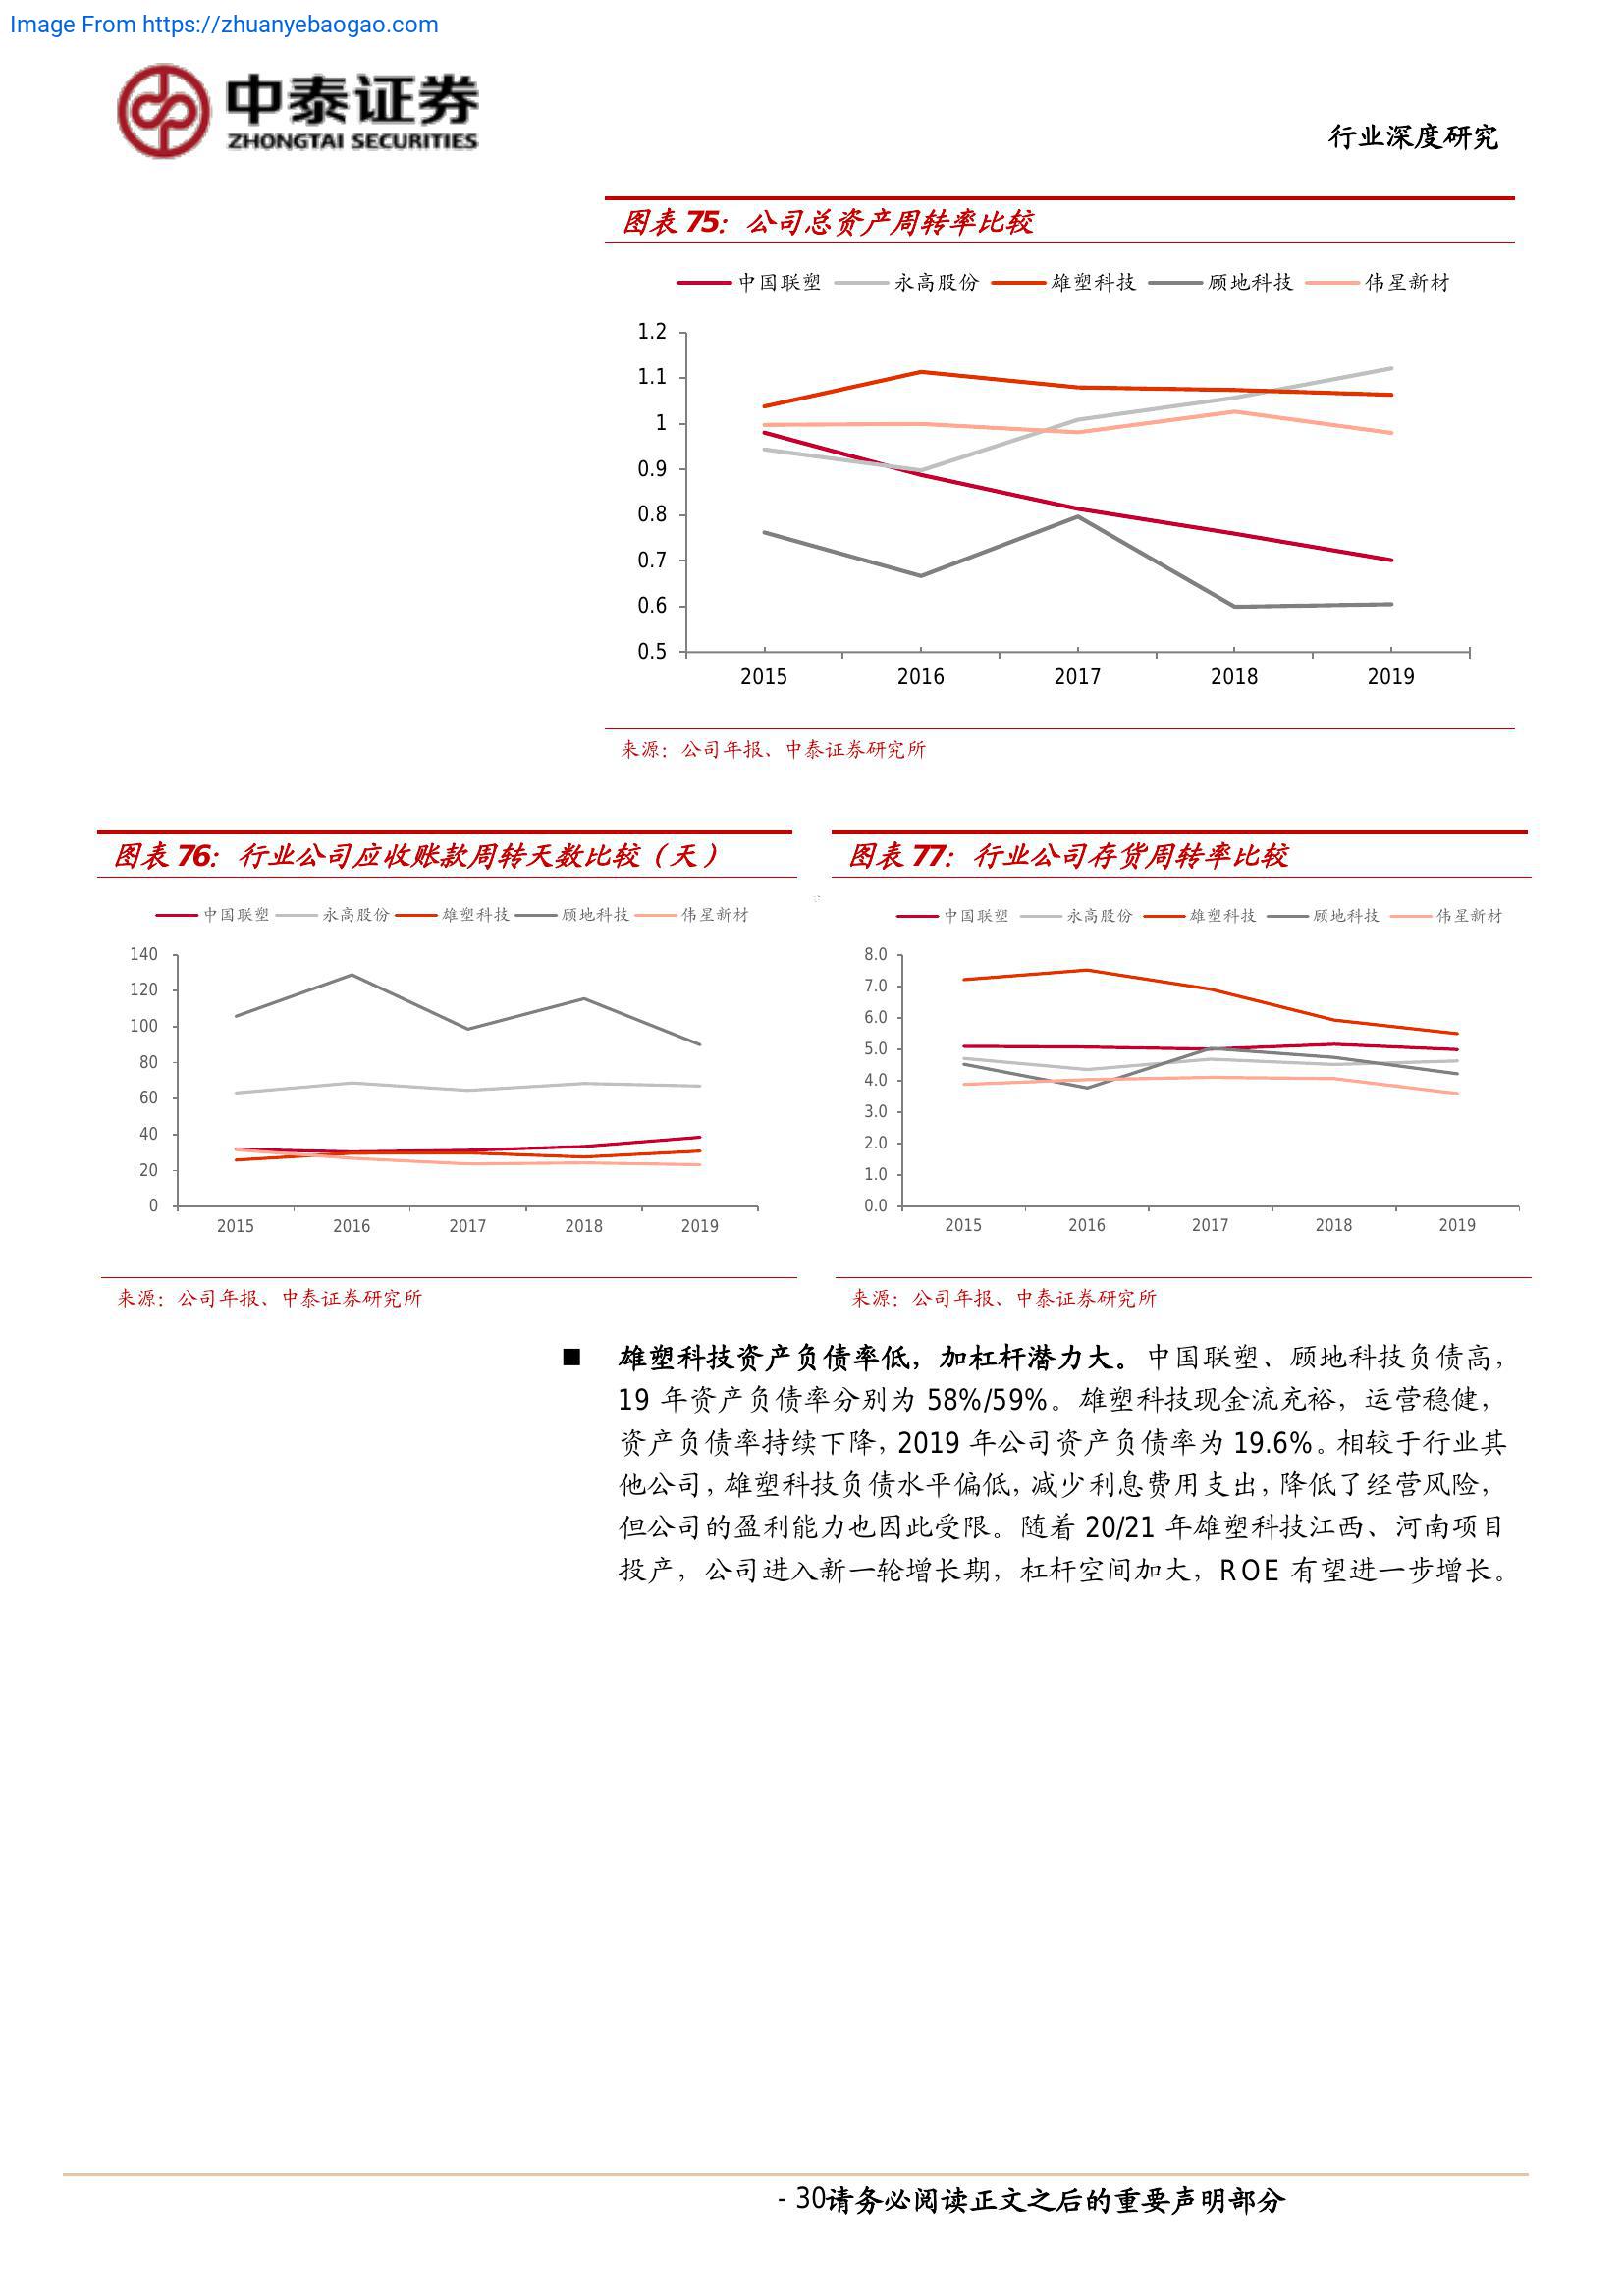 Image From https://zhuanyebaogao.com
中泰证券
ZHONGTAI SECURITIES
行业深度研究
图表 75：公司总资产周转率比较
中国联塑 永高股份 雄塑科技 顾地科技 伟星新材
1.2
1.1
1
0.9
0.8
0.7
0.6
0.5
2015 2016 2017 2018 2019
来源：公司年报、中泰证券研究所
图表 76：行业公司应收账款周转天数比较（天）
中国联塑 永高股份 雄塑科技 顾地科技 伟星新材
140
120
100
80
60
40
20
0
2015 2016 2017 2018 2019
来源：公司年报、中泰证券研究所
图表 77：行业公司存货周转率比较
中国联塑 永高股份 雄塑科技 顾地科技 伟星新材
8.0
7.0
6.0
5.0
4.0
3.0
2.0
1.0
0.0
2015 2016 2017 2018 2019
来源：公司年报、中泰证券研究所
■ 雄塑科技资产负债率低，加杠杆潜力大。中国联塑、顾地科技负债高，
19 年资产负债率分别为 58%/59%。雄塑科技现金流充裕，运营稳健，
资产负债率持续下降，2019 年公司资产负债率为 19.6%。相较于行业其
他公司，雄塑科技负债水平偏低，减少利息费用支出，降低了经营风险，
但公司的盈利能力也因此受限。随着 20/21 年雄塑科技江西、河南项目
投产，公司进入新一轮增长期，杠杆空间加大，ROE 有望进一步增长。
- 30请务必阅读正文之后的重要声明部分